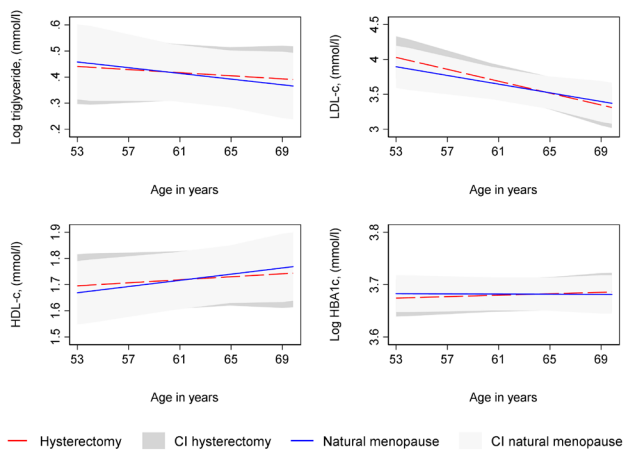 Log triglyceride, (mmol/l)
.6
.5
.4
.3
.2
53 57 61 65 69
Age in years
LDL-c, (mmol/l)
4.5
4
3.5
3
53 57 61 65 69
Age in years
HDL-c, (mmol/l)
1.9
1.8
1.7
1.6
1.5
53 57 61 65 69
Age in years
Log HBA1c, (mmol/l)
3.8
3.7
3.6
53 57 61 65 69
Age in years
Hysterectomy CI hysterectomy Natural menopause CI natural menopause